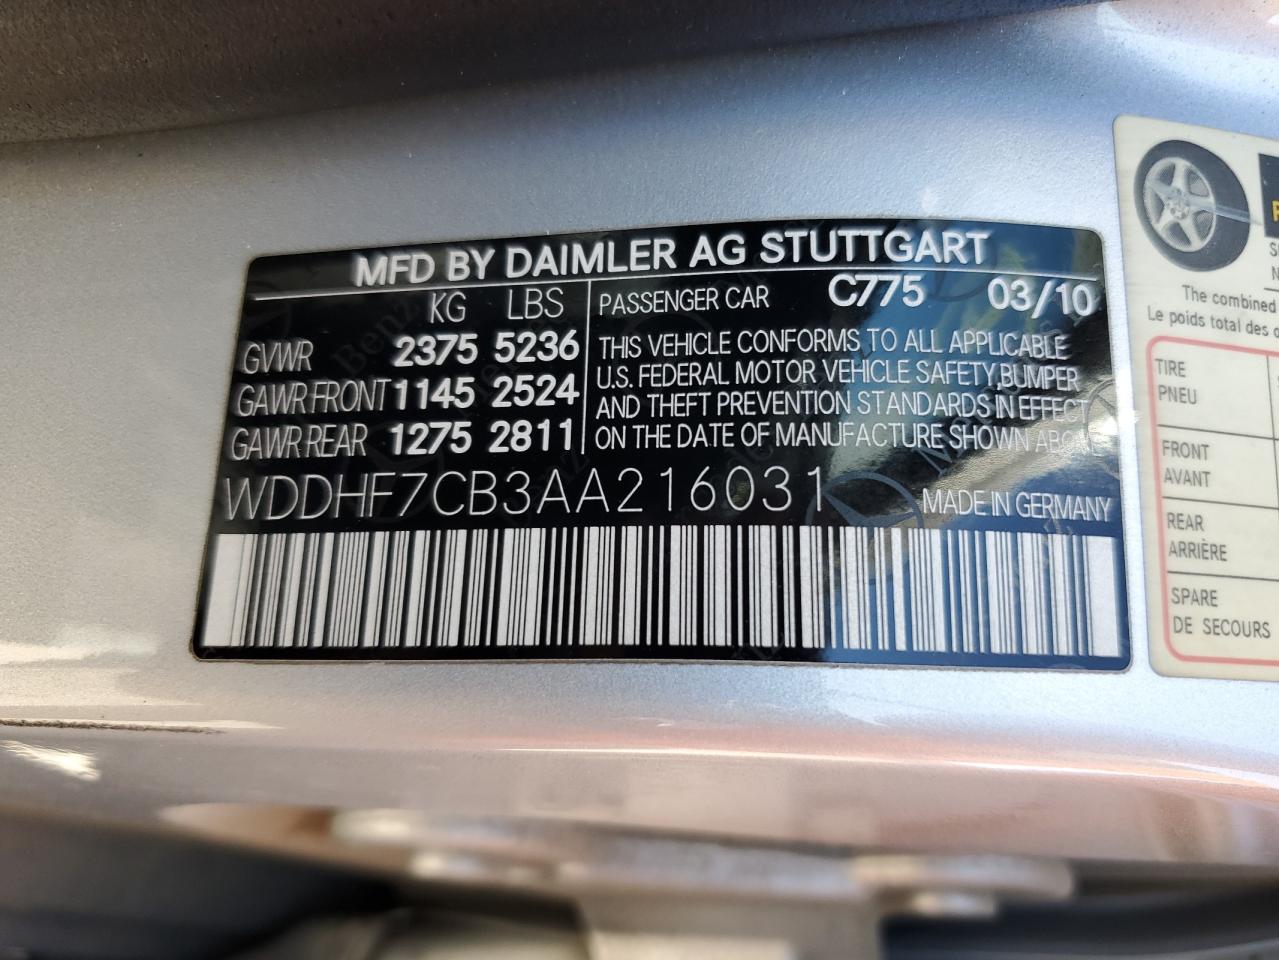 MFD BY DAIMLER AG STUTTGART
KG LBS
GVWR 2375 5236
GAWR FRONT 1145 2524
GAWR REAR 1275 2811
PASSENGER CAR C775 03/10
THIS VEHICLE CONFORMS TO ALL APPLICABLE
U.S. FEDERAL MOTOR VEHICLE SAFETY, BUMPER
AND THEFT PREVENTION STANDARDS IN EFFECT
ON THE DATE OF MANUFACTURE SHOWN ABOVE
WDDHF7CB3AA216031
MADE IN GERMANY
The combined
Le poids total des
TIRE
PNEU
FRONT
AVANT
REAR
ARRIÈRE
SPARE
DE SECOURS